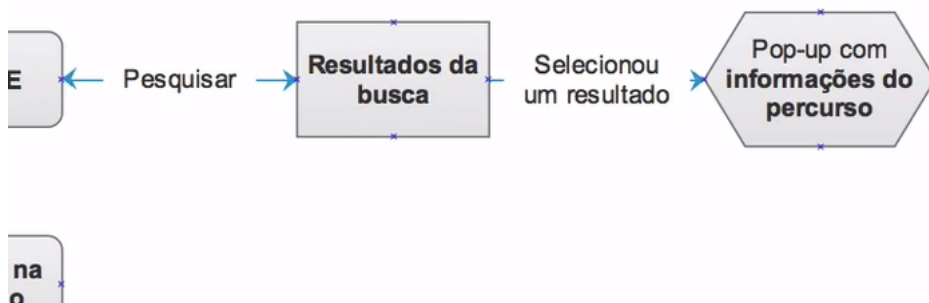 E
Pesquisar
Resultados da
busca
Selecionou
um resultado
Pop-up com
informações do
percurso
na
o